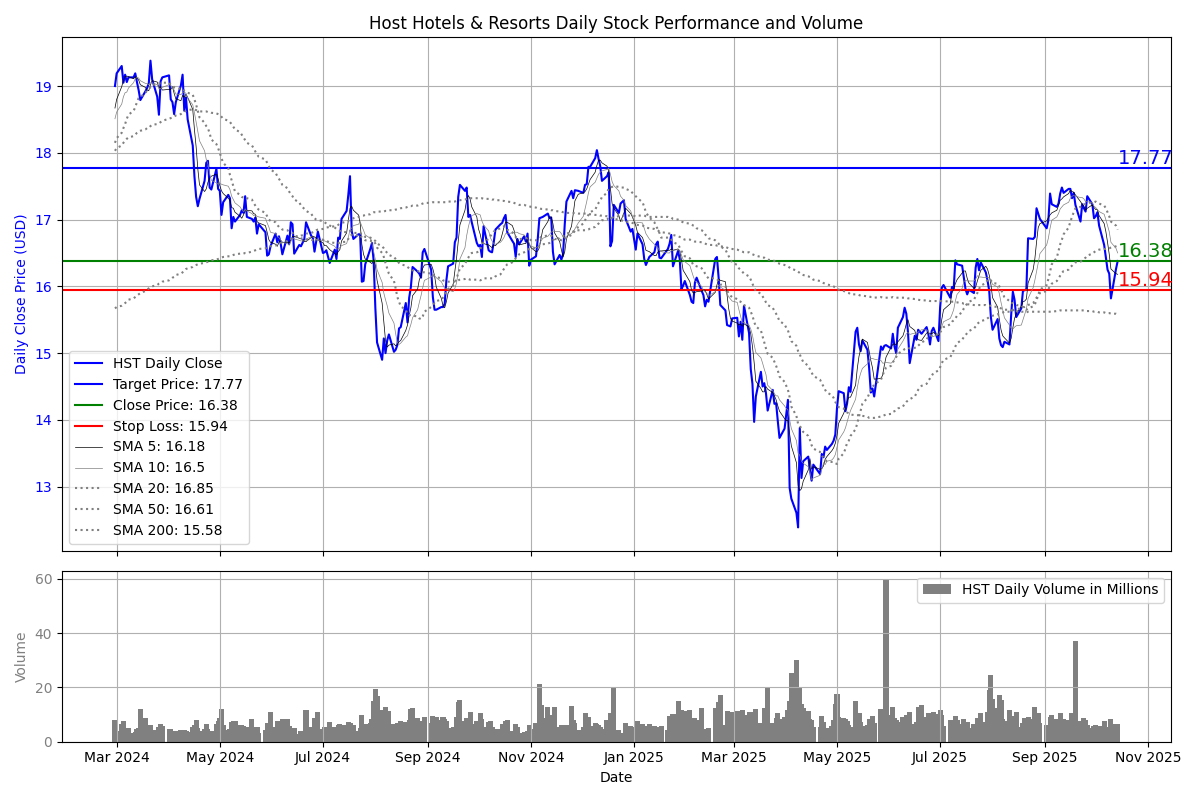 Host Hotels & Resorts Daily Stock Performance and Volume
Daily Close Price (USD)
19
18
17
16
15
14
13
17.77
16.38
15.94
HST Daily Close
Target Price: 17.77
Close Price: 16.38
Stop Loss: 15.94
SMA 5: 16.18
SMA 10: 16.5
SMA 20: 16.85
SMA 50: 16.61
SMA 200: 15.58
Volume
60
40
20
0
HST Daily Volume in Millions
Mar 2024 May 2024 Jul 2024 Sep 2024 Nov 2024 Jan 2025 Mar 2025 May 2025 Jul 2025 Sep 2025 Nov 2025
Date